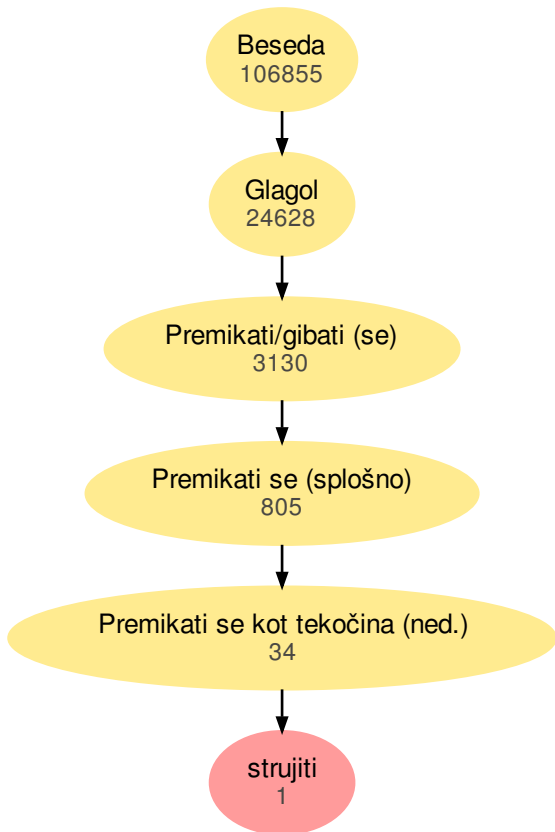 Beseda
106855
Glagol
24628
Premikati/gibati (se)
3130
Premikati se (splošno)
805
Premikati se kot tekočina (ned.)
34
strujiti
1